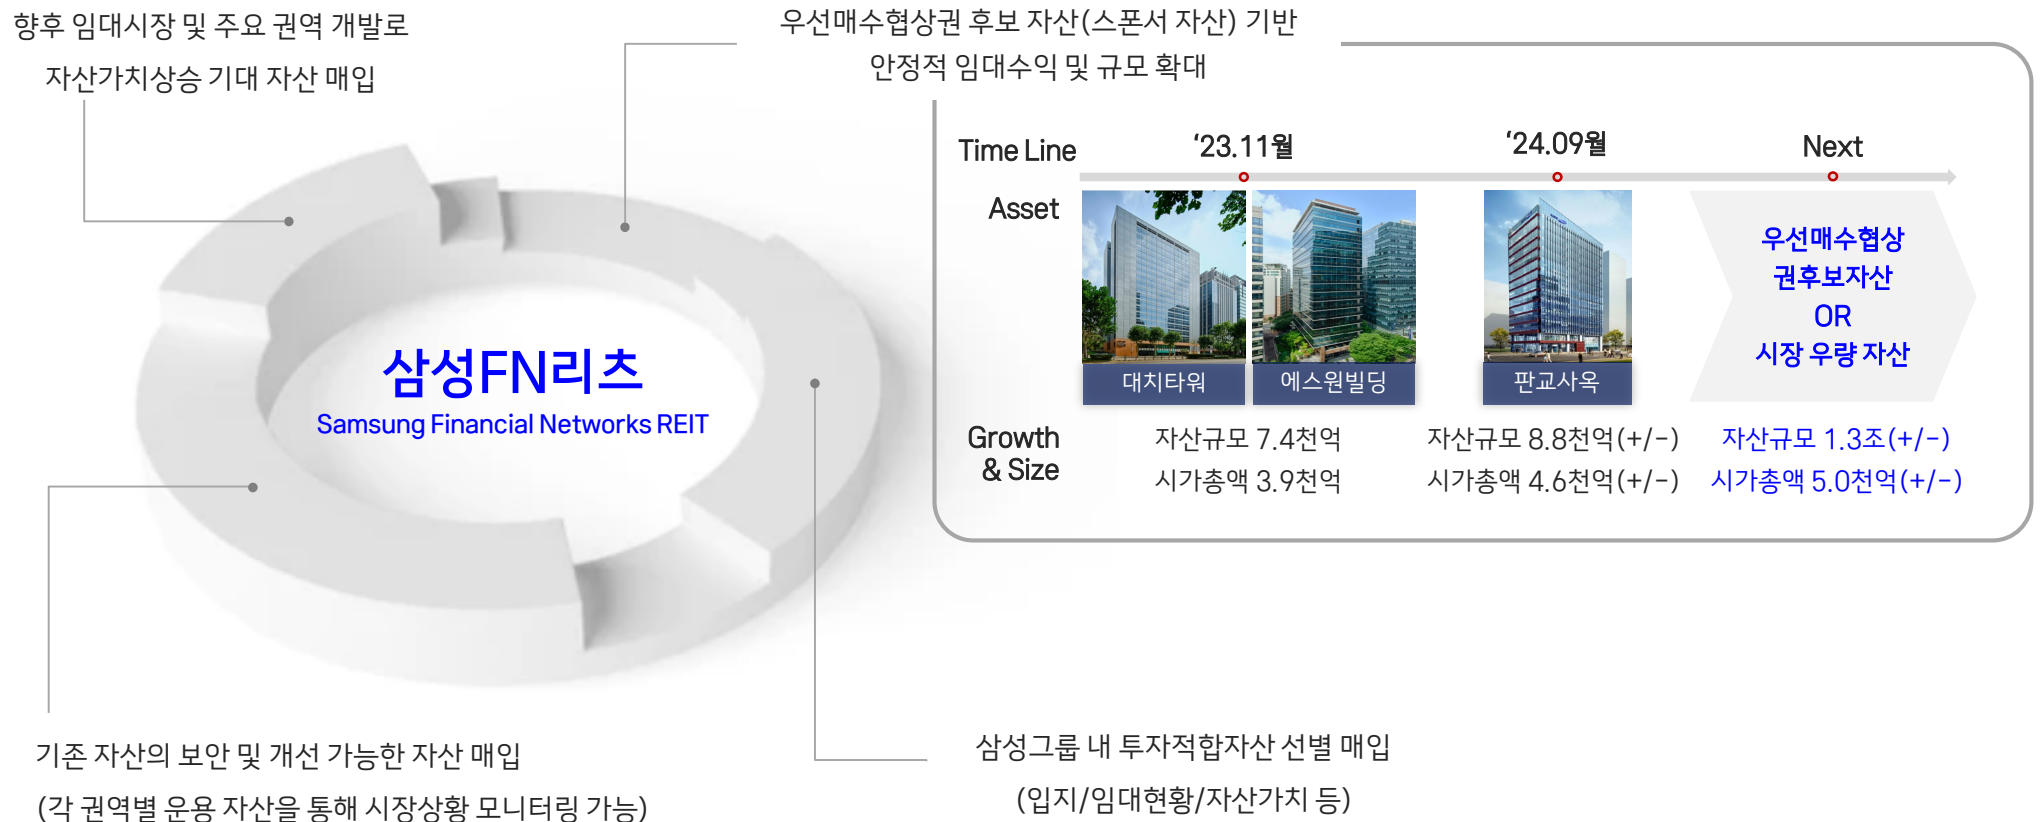 향후 임대시장 및 주요 권역 개발로
자산가치상승 기대 자산 매입
우선매수협상권 후보 자산(스폰서 자산) 기반
안정적 임대수익 및 규모 확대
Time Line
‘23.11월
‘24.09월
Next
Asset
우선매수협상
권후보자산
OR
시장 우량 자산
대치타워
에스원빌딩
판교사옥
Growth
& Size
자산규모 7.4천억
시가총액 3.9천억
자산규모 8.8천억(+/-)
시가총액 4.6천억(+/-)
자산규모 1.3조(+/-)
시가총액 5.0천억(+/-)
삼성FN리츠
Samsung Financial Networks REIT
기존 자산의 보안 및 개선 가능한 자산 매입
(각 권역별 운용 자산을 통해 시장상황 모니터링 가능)
삼성그룹 내 투자적합자산 선별 매입
(입지/임대현황/자산가치 등)